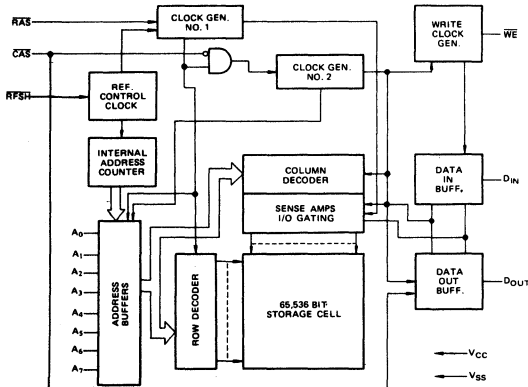 RAS
CLOCK GEN.
NO. 1
WRITE
CLOCK
GEN.
WE
CAS
CLOCK GEN.
NO. 2
RFSH
REF.
CONTROL
CLOCK
INTERNAL
ADDRESS
COUNTER
COLUMN
DECODER
SENSE AMPS
I/O GATING
DATA
IN
BUFF.
DIN
A0
A1
A2
A3
A4
A5
A6
A7
ADDRESS
BUFFERS
ROW DECODER
65,536 BIT
STORAGE CELL
DATA
OUT
BUFF.
DOUT
VCC
VSS